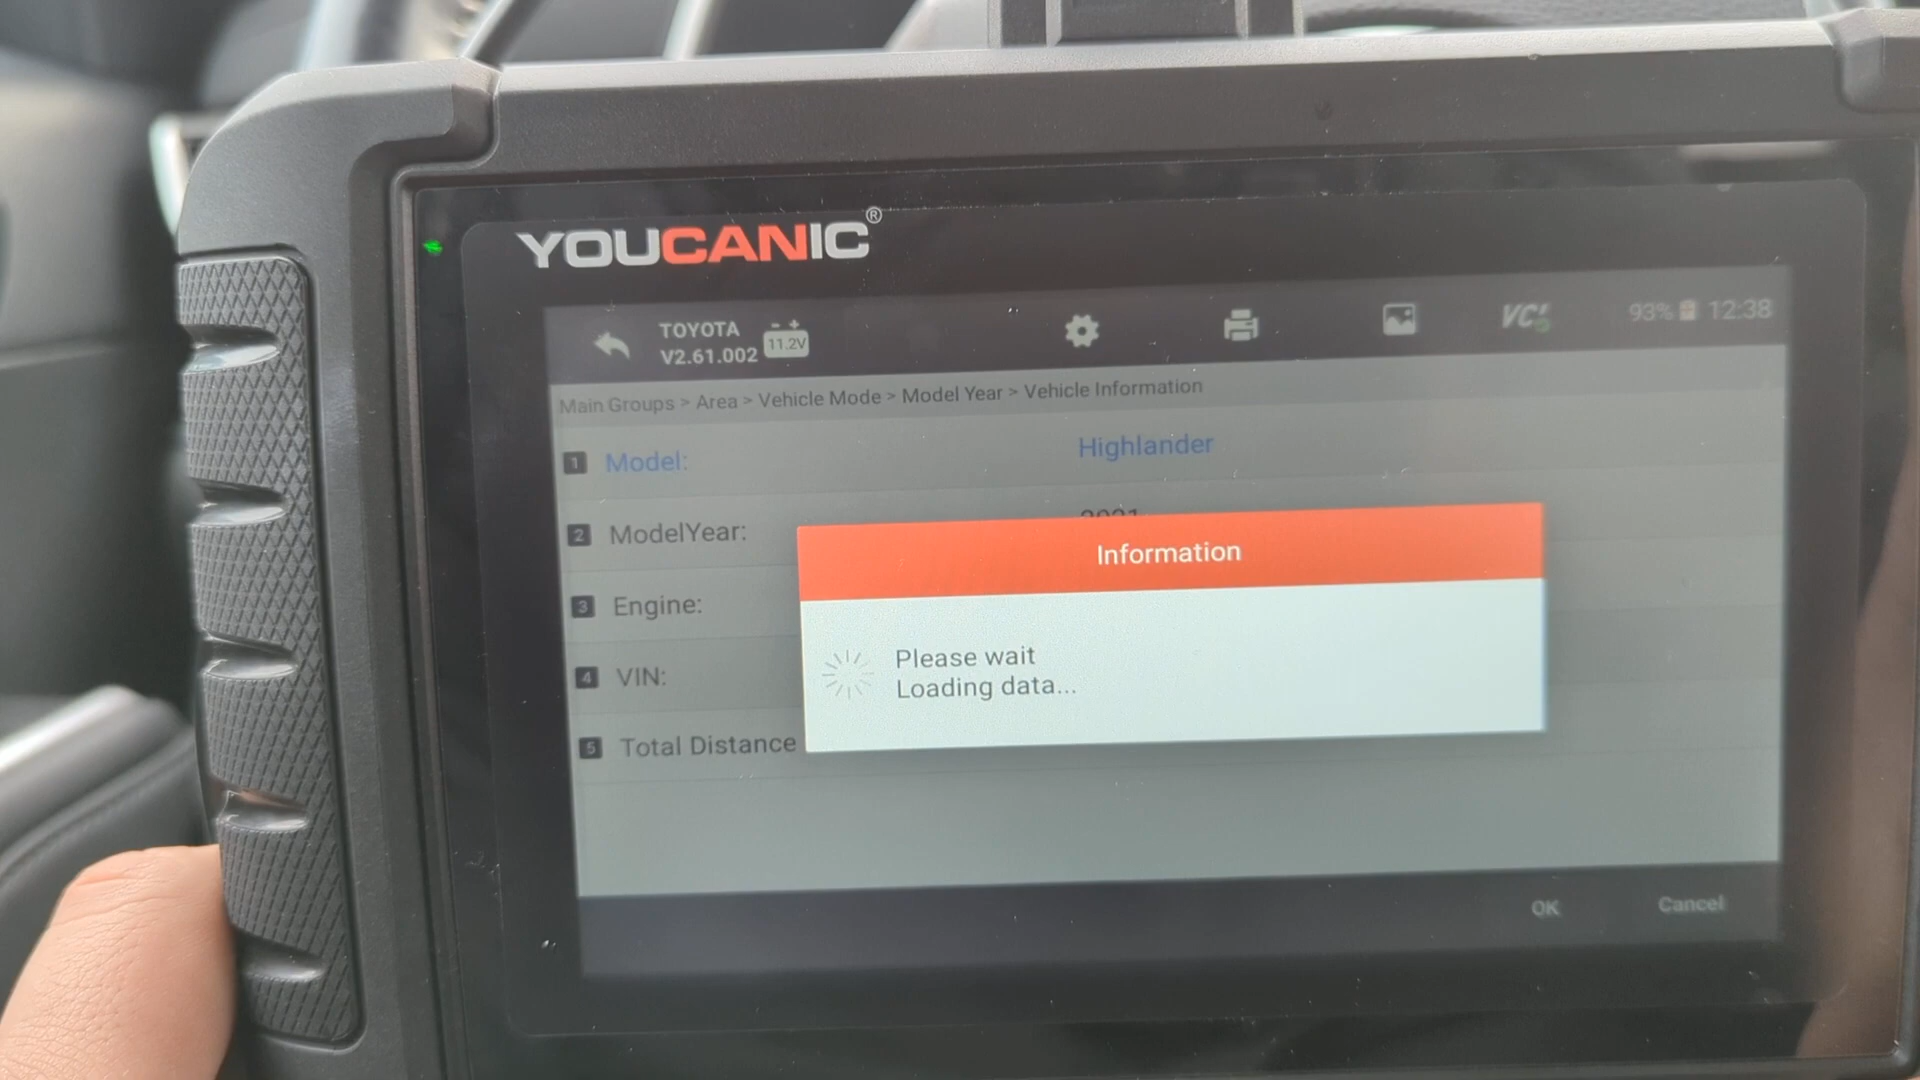 YOUCANIC®
TOYOTA
V2.61.002
- +
11.2V
VCI
93% 12:38
Main Groups > Area > Vehicle Mode > Model Year > Vehicle Information
1 Model: Highlander
2 ModelYear: 2021
3 Engine:
4 VIN:
5 Total Distance
Information
Please wait
Loading data...
OK Cancel